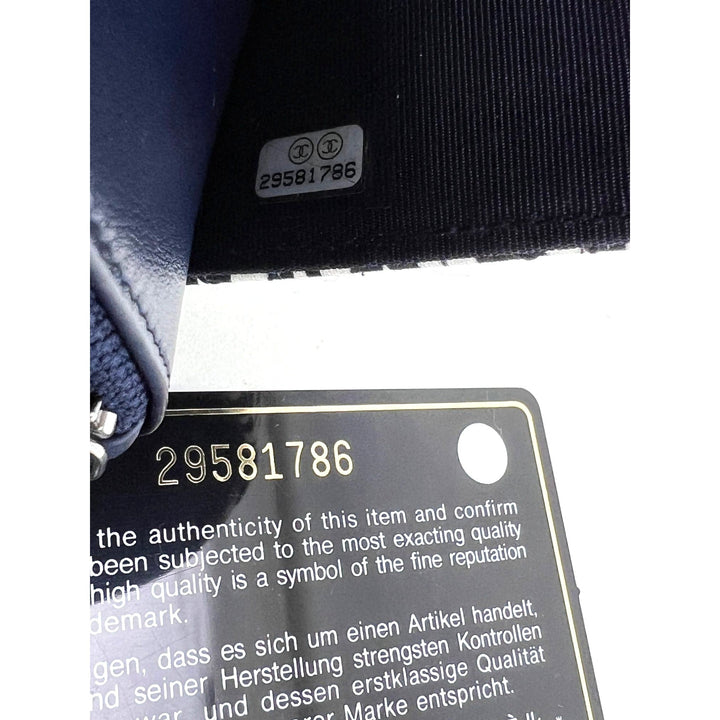 29581786
29581786
the authenticity of this item and confirm
been subjected to the most exacting quality
high quality is a symbol of the fine reputation
demark.
gen, dass es sich um einen Artikel handelt,
nd seiner Herstellung strengsten Kontrollen
war, und dessen erstklassige Qualität
erer Marke entspricht.